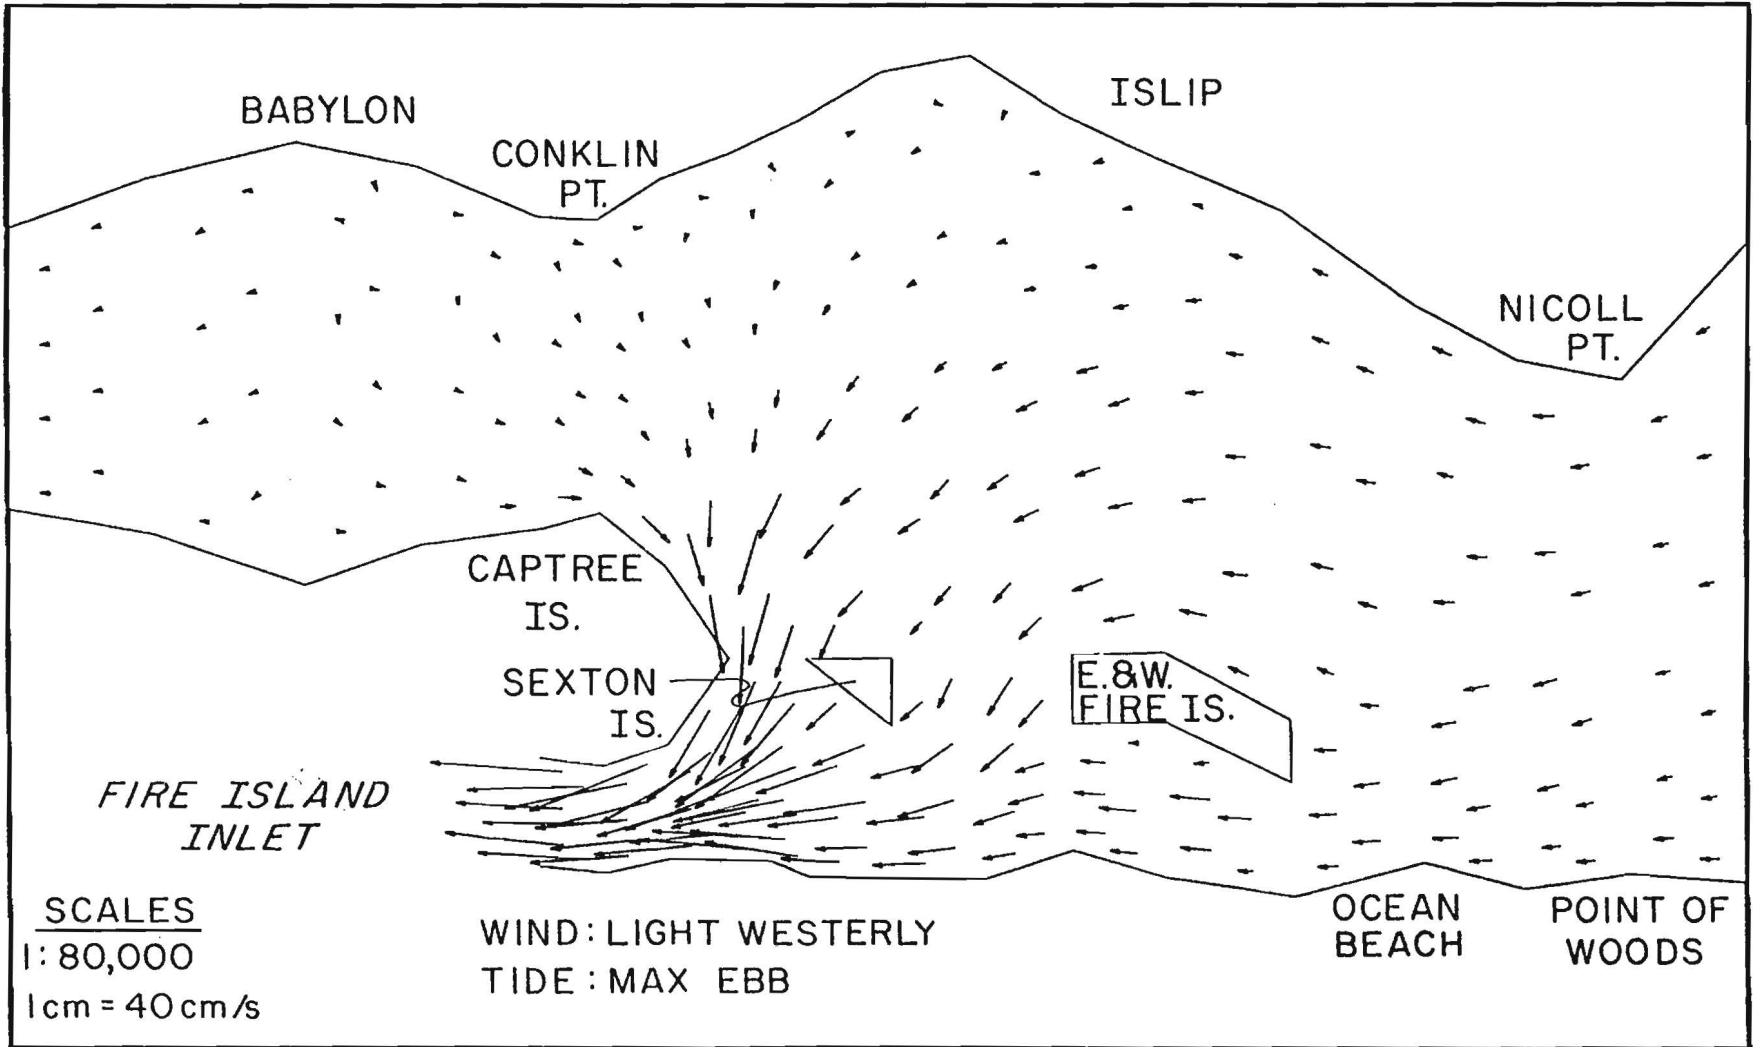 BABYLON
CONKLIN
PT.
ISLIP
NICOLL
PT.
CAPTREE
IS.
SEXTON
IS.
E.&W.
FIRE IS.
FIRE ISLAND
INLET
SCALES
1:80,000
1cm = 40cm/s
WIND: LIGHT WESTERLY
TIDE: MAX EBB
OCEAN
BEACH
POINT OF
WOODS